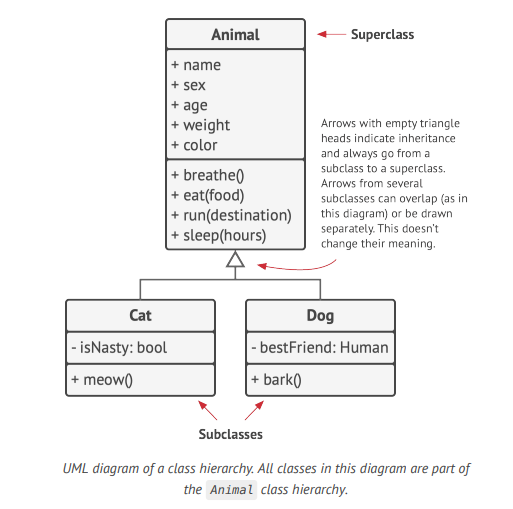 Animal
Superclass
+ name
+ sex
+ age
+ weight
+ color
+ breathe()
+ eat(food)
+ run(destination)
+ sleep(hours)
Arrows with empty triangle
heads indicate inheritance
and always go from a
subclass to a superclass.
Arrows from several
subclasses can overlap (as in
this diagram) or be drawn
separately. This doesn't
change their meaning.
Cat
- isNasty: bool
+ meow()
Dog
- bestFriend: Human
+ bark()
Subclasses
UML diagram of a class hierarchy. All classes in this diagram are part of
the Animal class hierarchy.